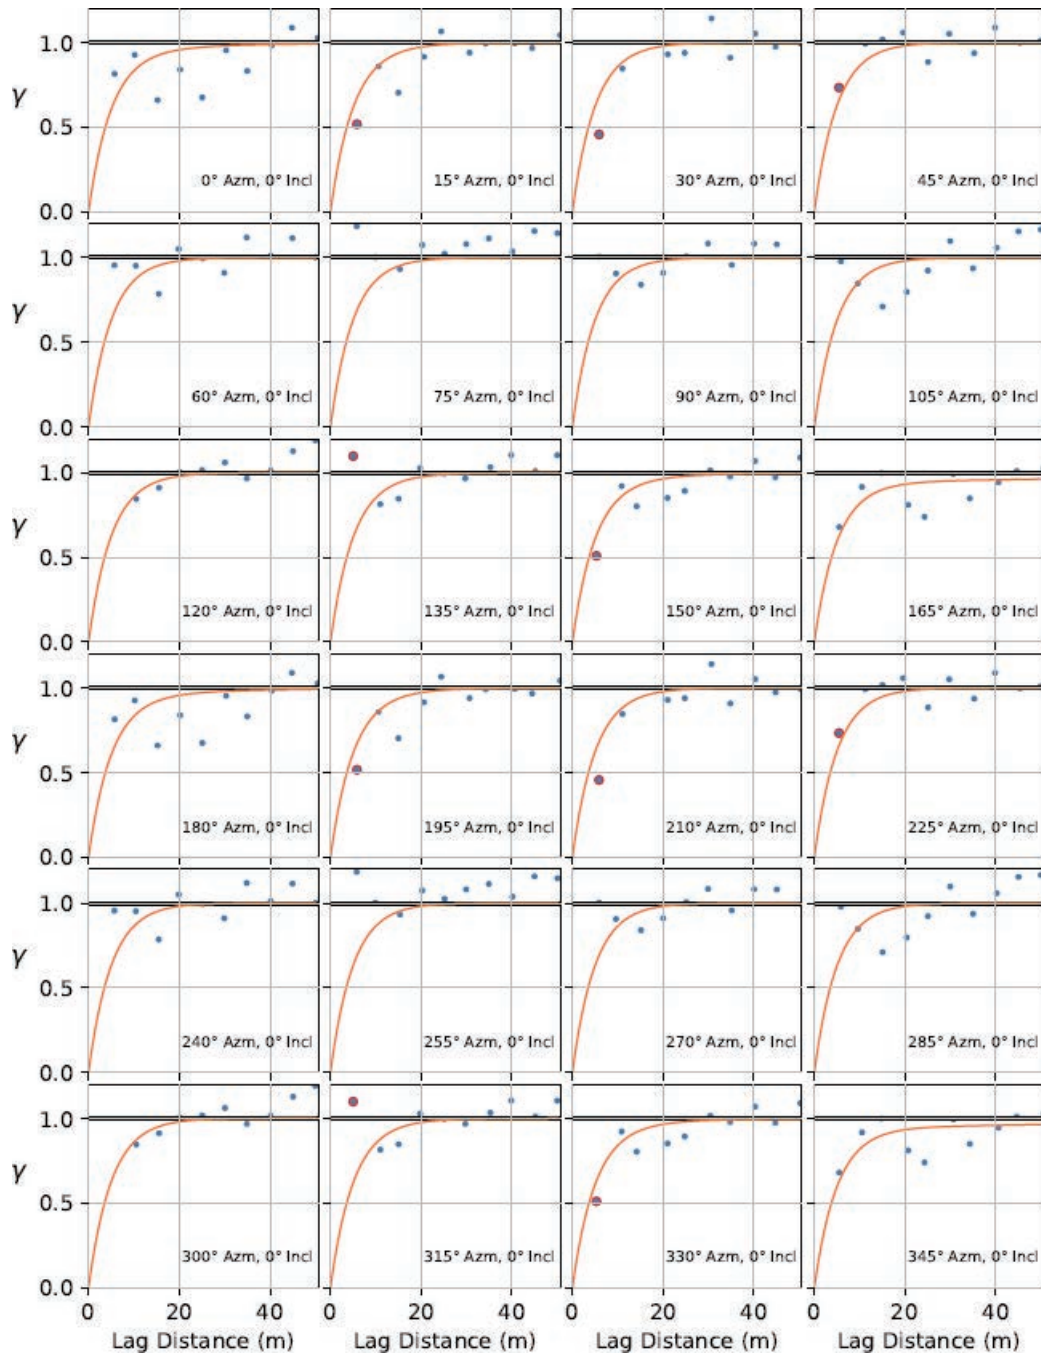 1.0
γ
0.5
0.0
0° Azm, 0° Incl
15° Azm, 0° Incl
30° Azm, 0° Incl
45° Azm, 0° Incl
1.0
γ
0.5
0.0
60° Azm, 0° Incl
75° Azm, 0° Incl
90° Azm, 0° Incl
105° Azm, 0° Incl
1.0
γ
0.5
0.0
120° Azm, 0° Incl
135° Azm, 0° Incl
150° Azm, 0° Incl
165° Azm, 0° Incl
1.0
γ
0.5
0.0
180° Azm, 0° Incl
195° Azm, 0° Incl
210° Azm, 0° Incl
225° Azm, 0° Incl
1.0
γ
0.5
0.0
240° Azm, 0° Incl
255° Azm, 0° Incl
270° Azm, 0° Incl
285° Azm, 0° Incl
1.0
γ
0.5
0.0
300° Azm, 0° Incl
315° Azm, 0° Incl
330° Azm, 0° Incl
345° Azm, 0° Incl
0 20 40 0 20 40 0 20 40 0 20 40
Lag Distance (m) Lag Distance (m) Lag Distance (m) Lag Distance (m)